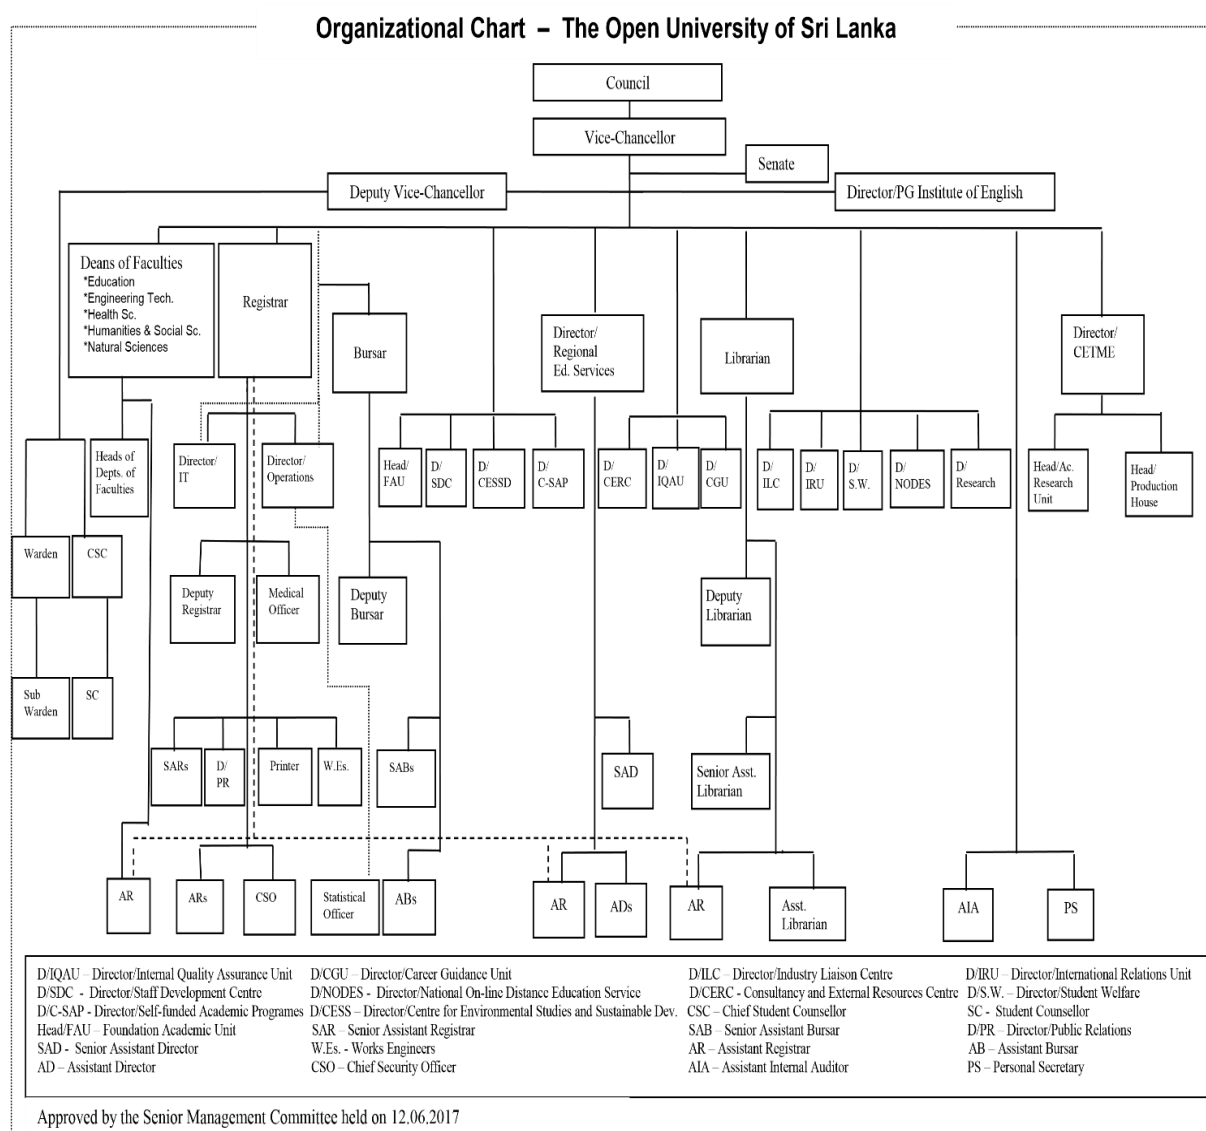 Organizational Chart – The Open University of Sri Lanka
Council
Vice-Chancellor
Senate
Deputy Vice-Chancellor
Director/PG Institute of English
Deans of Faculties
*Education
*Engineering Tech.
*Health Sc.
*Humanities & Social Sc.
*Natural Sciences
Registrar
Bursar
Director/
Regional
Ed. Services
Librarian
Director/
CETME
Heads of
Depts. of
Faculties
Director/
IT
Director/
Operations
Head/
FAU
D/
SDC
D/
CESSD
D/
C-SAP
D/
CERC
D/
IQAU
D/
CGU
D/
ILC
D/
IRU
D/
S.W.
D/
NODES
D/
Research
Head/Ac.
Research
Unit
Head/
Production
House
Warden
CSC
Deputy
Registrar
Medical
Officer
Deputy
Bursar
Deputy
Librarian
Sub
Warden
SC
SARs
D/
PR
Printer
W.Es.
SABs
SAD
Senior Asst.
Librarian
AR
ARs
CSO
Statistical
Officer
ABs
AR
ADs
AR
Asst.
Librarian
AIA
PS
D/IQAU – Director/Internal Quality Assurance Unit D/CGU – Director/Career Guidance Unit D/ILC – Director/Industry Liaison Centre D/IRU – Director/International Relations Unit
D/SDC - Director/Staff Development Centre D/NODES - Director/National On-line Distance Education Service D/CERC - Consultancy and External Resources Centre D/S.W. – Director/Student Welfare
D/C-SAP - Director/Self-funded Academic Programes D/CESS – Director/Centre for Environmental Studies and Sustainable Dev. CSC – Chief Student Counsellor SC - Student Counsellor
Head/FAU – Foundation Academic Unit SAR – Senior Assistant Registrar SAB – Senior Assistant Bursar D/PR – Director/Public Relations
SAD - Senior Assistant Director W.Es. - Works Engineers AR – Assistant Registrar AB – Assistant Bursar
AD – Assistant Director CSO – Chief Security Officer AIA – Assistant Internal Auditor PS – Personal Secretary
Approved by the Senior Management Committee held on 12.06.2017